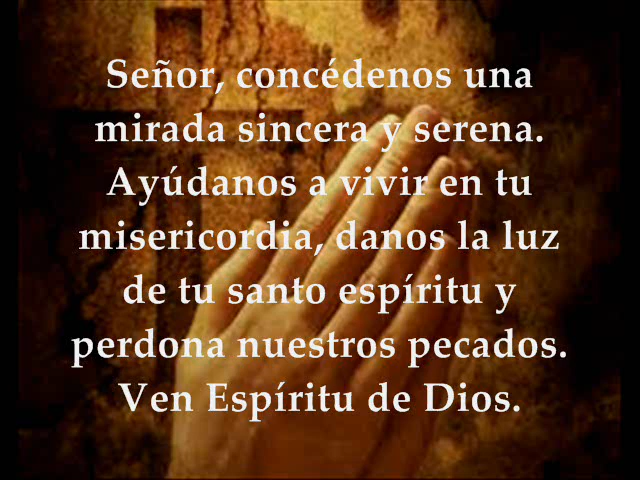 Señor, concédenos una
mirada sincera y serena.
Ayúdanos a vivir en tu
misericordia, danos la luz
de tu santo espíritu y
perdona nuestros pecados.
Ven Espíritu de Dios.